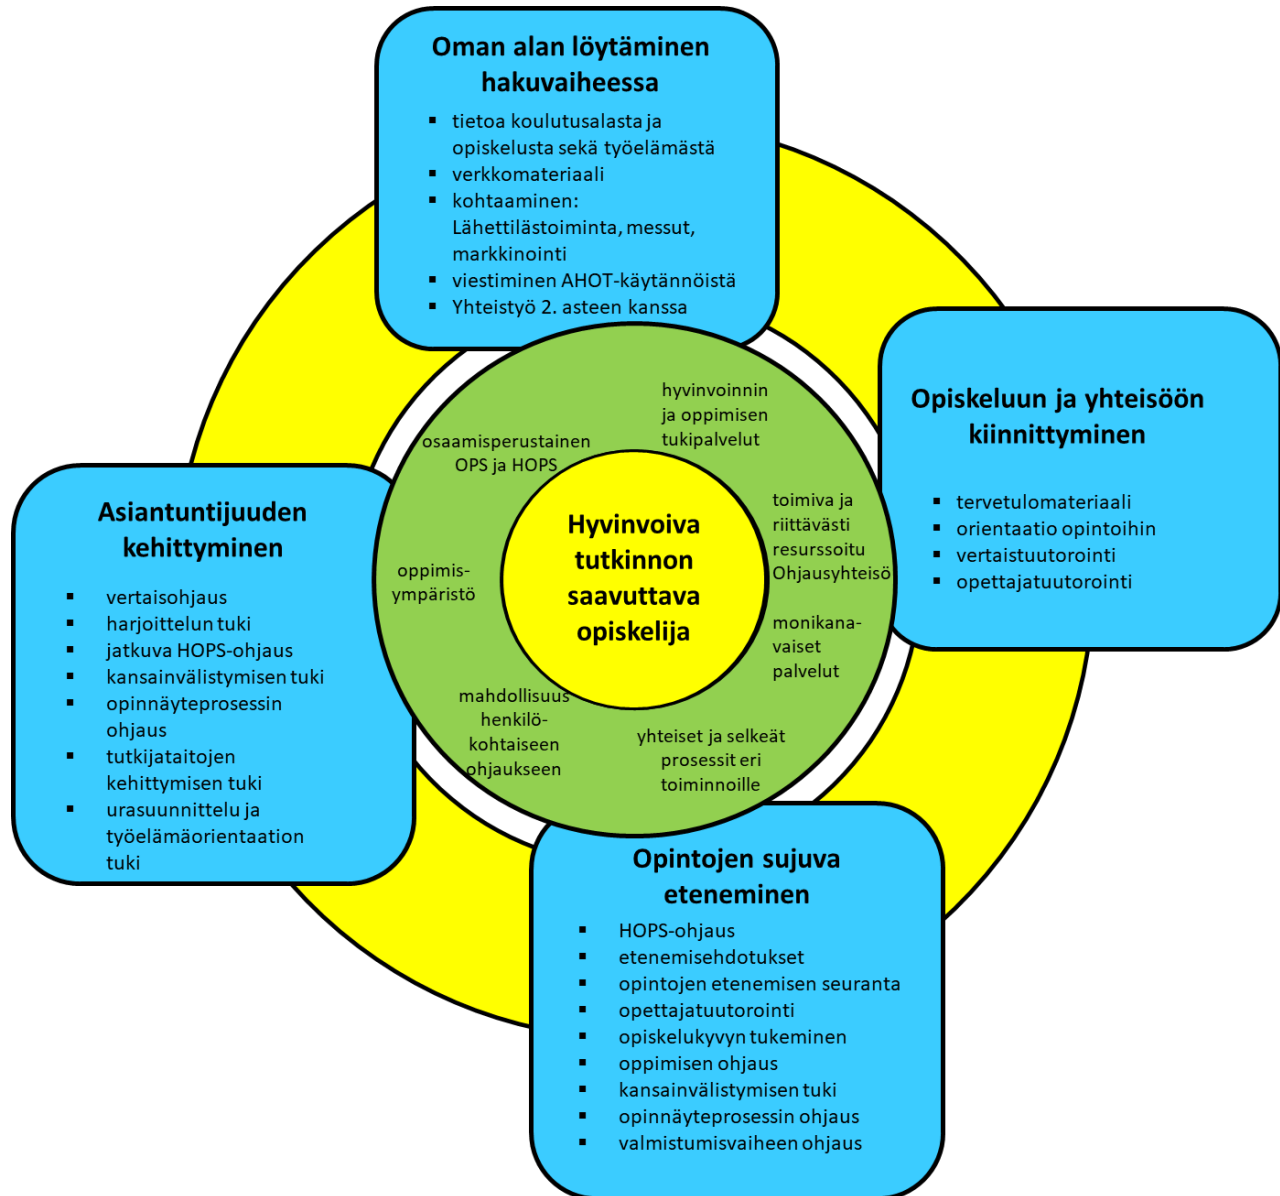 Oman alan löytäminen
hakuvaiheessa
▪ tietoa koulutusalasta ja
opiskelusta sekä työelämästä
▪ verkkomateriaali
▪ kohtaaminen:
Lähettilästoiminta, messut,
markkinointi
▪ viestiminen AHOT-käytännöistä
▪ Yhteistyö 2. asteen kanssa
Opiskeluun ja yhteisöön
kiinnittyminen
▪ tervetulomateriaali
▪ orientaatio opintoihin
▪ vertaistuutorointi
▪ opettajatuutorointi
Opintojen sujuva
eteneminen
▪ HOPS-ohjaus
▪ etenemisehdotukset
▪ opintojen etenemisen seuranta
▪ opettajatuutorointi
▪ opiskelukyvyn tukeminen
▪ oppimisen ohjaus
▪ kansainvälistymisen tuki
▪ opinnäyteprosessin ohjaus
▪ valmistumisvaiheen ohjaus
Asiantuntijuuden
kehittyminen
▪ vertaisohjaus
▪ harjoittelun tuki
▪ jatkuva HOPS-ohjaus
▪ kansainvälistymisen tuki
▪ opinnäyteprosessin
ohjaus
▪ tutkijataitojen
kehittymisen tuki
▪ urasuunnittelu ja
työelämäorientaation
tuki
hyvinvoinnin
ja oppimisen
tukipalvelut
toimiva ja
riittävästi
resurssoitu
Ohjausyhteisö
monikana-
vaiset
palvelut
yhteiset ja selkeät
prosessit eri
toiminnoille
mahdollisuus
henkilö-
kohtaiseen
ohjaukseen
oppimis-
ympäristö
osaamisperustainen
OPS ja HOPS
Hyvinvoiva
tutkinnon
saavuttava
opiskelija